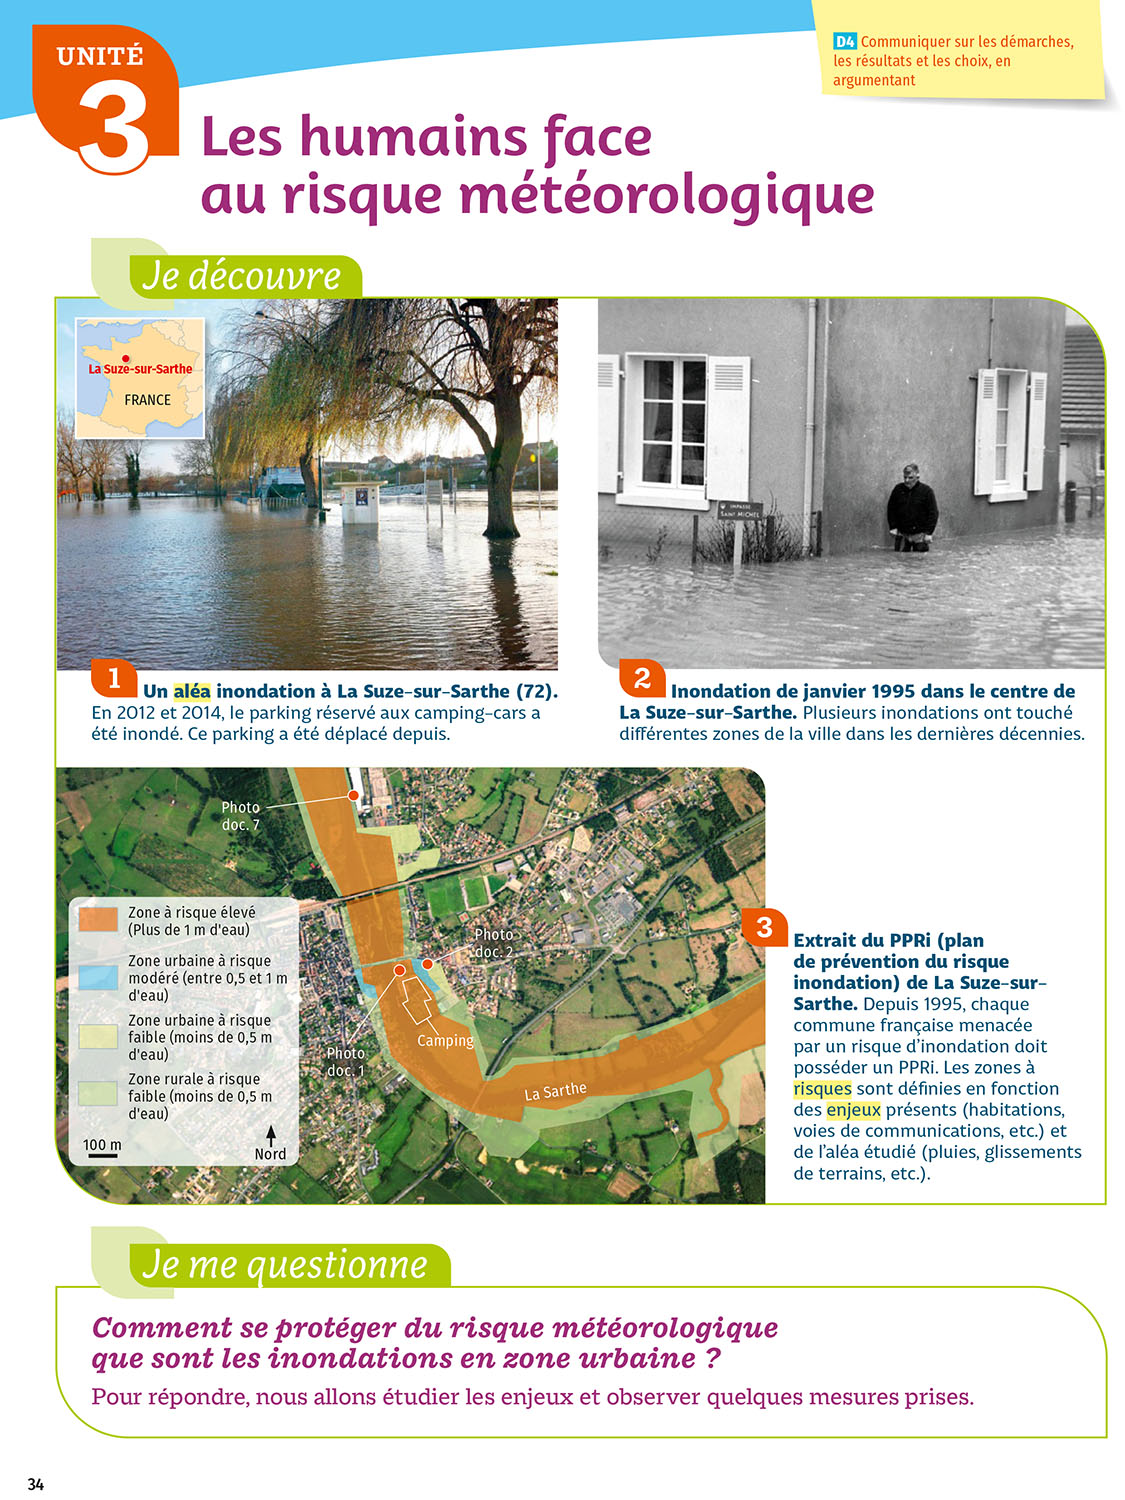 UNITÉ
3
D4 Communiquer sur les démarches,
les résultats et les choix, en
argumentant
Les humains face
au risque météorologique
Je découvre
La Suze-sur-Sarthe
FRANCE
IMPASSE
SAINT MICHEL
1 Un aléa inondation à La Suze-sur-Sarthe (72).
En 2012 et 2014, le parking réservé aux camping-cars a
été inondé. Ce parking a été déplacé depuis.
2 Inondation de janvier 1995 dans le centre de
La Suze-sur-Sarthe. Plusieurs inondations ont touché
différentes zones de la ville dans les dernières décennies.
Photo
doc. 7
Zone à risque élevé
(Plus de 1 m d'eau)
Zone urbaine à risque
modéré (entre 0,5 et 1 m
d'eau)
Zone urbaine à risque
faible (moins de 0,5 m
d'eau)
Zone rurale à risque
faible (moins de 0,5 m
d'eau)
100 m
Nord
Photo
doc. 2
Photo
doc. 1
Camping
La Sarthe
3 Extrait du PPRi (plan
de prévention du risque
inondation) de La Suze-sur-
Sarthe. Depuis 1995, chaque
commune française menacée
par un risque d'inondation doit
posséder un PPRi. Les zones à
risques sont définies en fonction
des enjeux présents (habitations,
voies de communications, etc.) et
de l'aléa étudié (pluies, glissements
de terrains, etc.).
Je me questionne
Comment se protéger du risque météorologique
que sont les inondations en zone urbaine ?
Pour répondre, nous allons étudier les enjeux et observer quelques mesures prises.
34